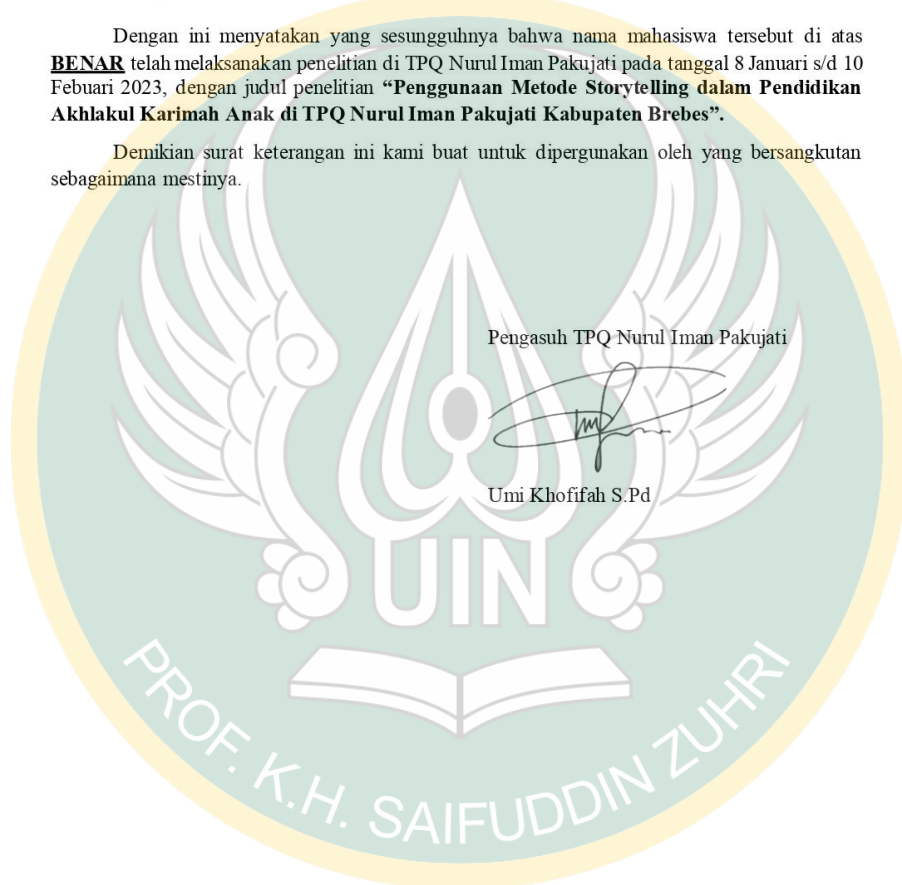 Dengan ini menyatakan yang sesungguhnya bahwa nama mahasiswa tersebut di atas
BENAR telah melaksanakan penelitian di TPQ Nurul Iman Pakujati pada tanggal 8 Januari s/d 10
Febuari 2023, dengan judul penelitian “Penggunaan Metode Storytelling dalam Pendidikan
Akhlakul Karimah Anak di TPQ Nurul Iman Pakujati Kabupaten Brebes”.
Demikian surat keterangan ini kami buat untuk dipergunakan oleh yang bersangkutan
sebagaimana mestinya.
Pengasuh TPQ Nurul Iman Pakujati
Umi Khofifah S.Pd
UIN
PROF. K.H. SAIFUDDIN ZUHRI